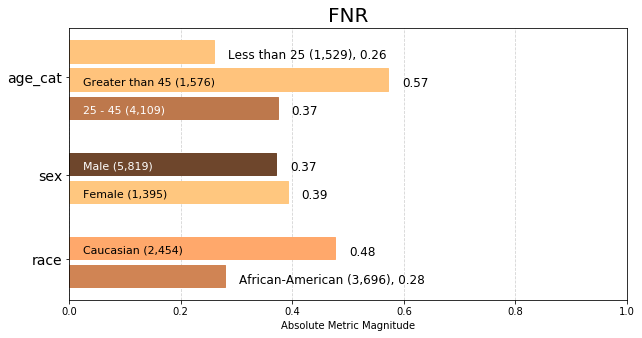 FNR
age_cat
Less than 25 (1,529), 0.26
Greater than 45 (1,576)
0.57
25 - 45 (4,109)
0.37
sex
Male (5,819)
0.37
Female (1,395)
0.39
race
Caucasian (2,454)
0.48
African-American (3,696), 0.28
0.0 0.2 0.4 0.6 0.8 1.0
Absolute Metric Magnitude